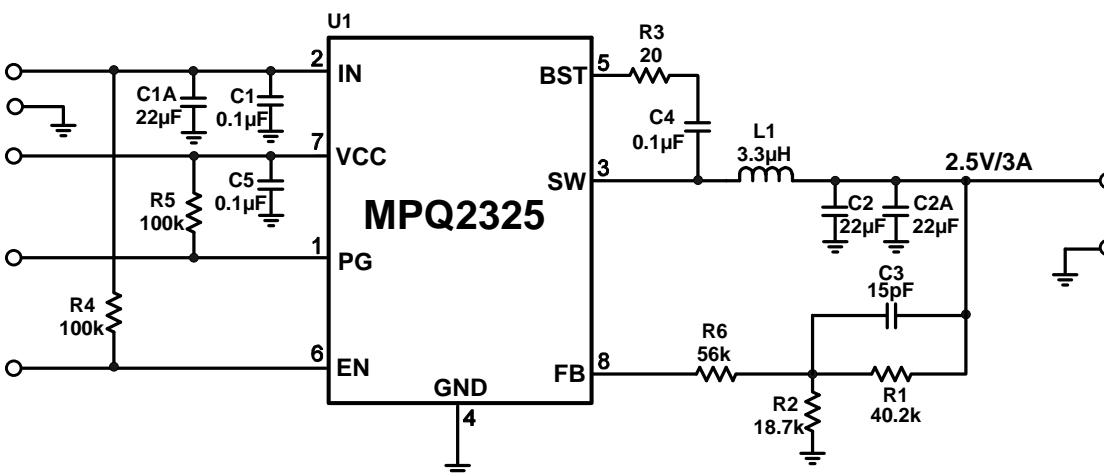 U1
2
IN
C1A
22µF
C1
0.1µF
7
VCC
C5
0.1µF
R5
100k
1
PG
R4
100k
6
EN
MPQ2325
GND
4
BST
5
R3
20
C4
0.1µF
SW
3
L1
3.3µH
2.5V/3A
C2
22µF
C2A
22µF
C3
15pF
FB
8
R6
56k
R2
18.7k
R1
40.2k